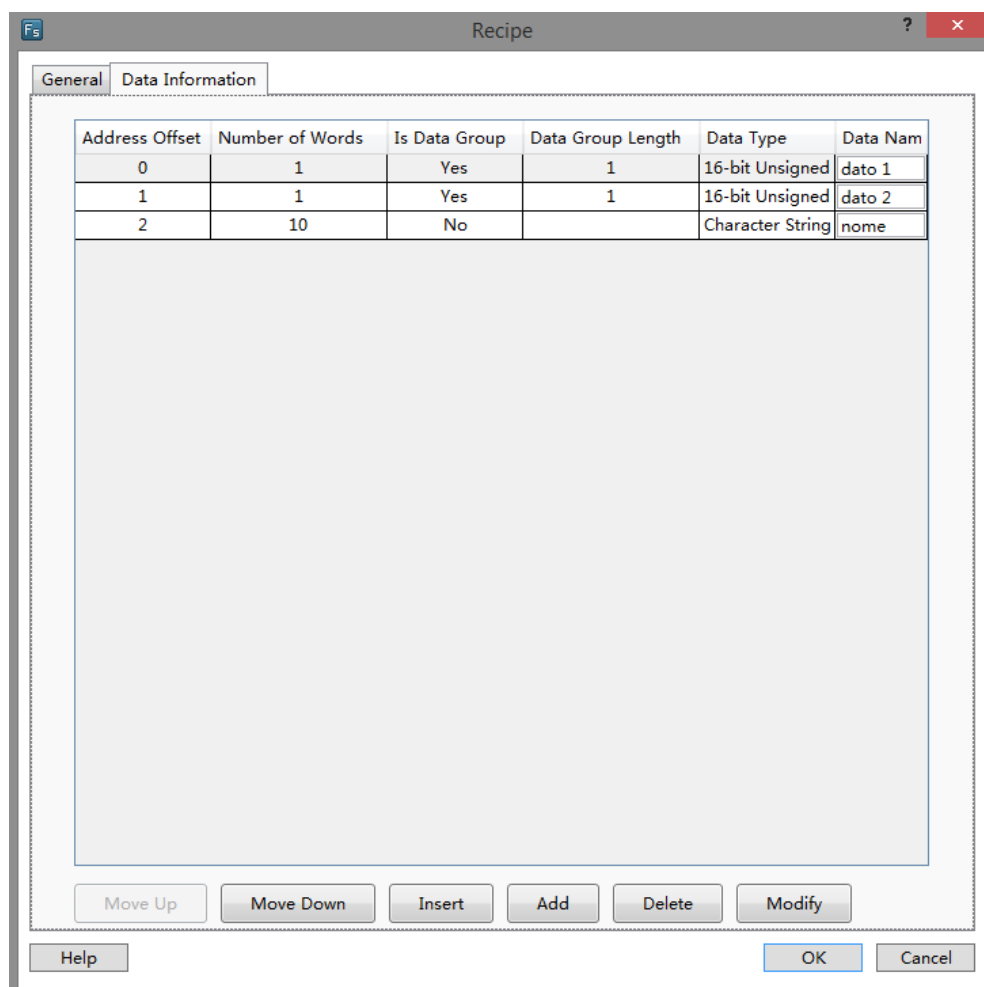 Fs Recipe ? ×
General Data Information
Address Offset Number of Words Is Data Group Data Group Length Data Type Data Nam
0 1 Yes 1 16-bit Unsigned dato 1
1 1 Yes 1 16-bit Unsigned dato 2
2 10 No Character String nome
Move Up Move Down Insert Add Delete Modify
Help OK Cancel